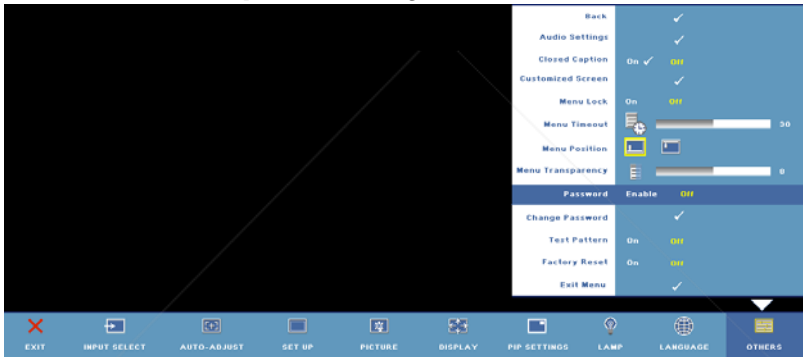 Back
Audio Settings
Closed Caption On Off
Customized Screen
Menu Lock On Off
Menu Timeout 30
Menu Position
Menu Transparency 0
Password Enable Off
Change Password
Test Pattern On Off
Factory Reset On Off
Exit Menu
EXIT INPUT SELECT AUTO-ADJUST SET UP PICTURE DISPLAY PIP SETTINGS LAMP LANGUAGE OTHERS